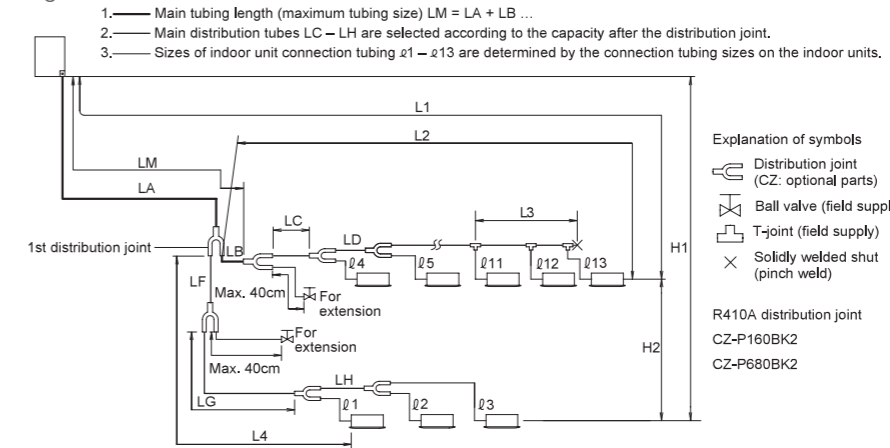 1. Main tubing length (maximum tubing size) LM = LA + LB ...
2. Main distribution tubes LC – LH are selected according to the capacity after the distribution joint.
3. Sizes of indoor unit connection tubing ℓ1 – ℓ13 are determined by the connection tubing sizes on the indoor units.
L1
L2
LM
LA
LC
L3
LD
1st distribution joint
LB
ℓ4
ℓ5
ℓ11
ℓ12
ℓ13
H1
LF
Max. 40cm
For
extension
For
extension
Max. 40cm
H2
LH
LG
ℓ1
ℓ2
ℓ3
L4
Explanation of symbols
Distribution joint
(CZ: optional parts)
Ball valve (field suppl
T-joint (field supply)
Solidly welded shut
(pinch weld)
R410A distribution joint
CZ-P160BK2
CZ-P680BK2